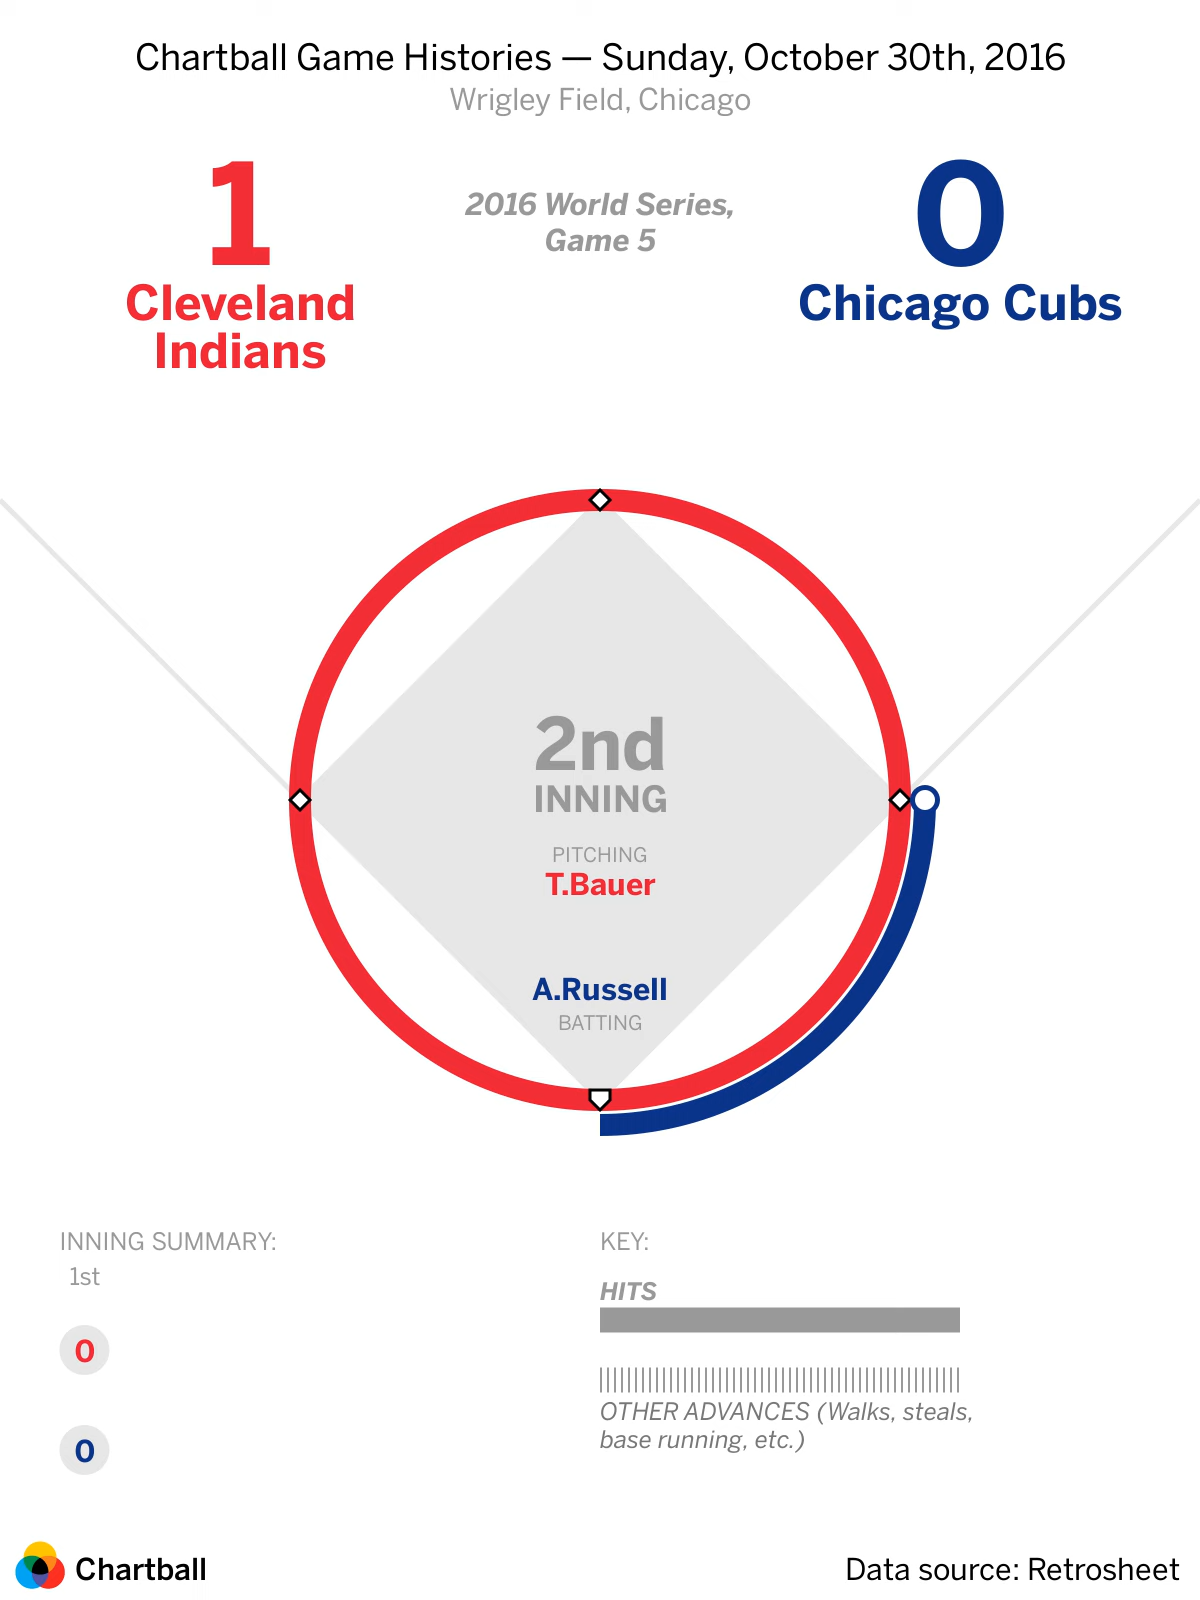 Chartball Game Histories — Sunday, October 30th, 2016
Wrigley Field, Chicago
1
Cleveland
Indians
2016 World Series,
Game 5
0
Chicago Cubs
2nd
INNING
PITCHING
T.Bauer
A.Russell
BATTING
INNING SUMMARY:
1st
0
0
KEY:
HITS
OTHER ADVANCES (Walks, steals,
base running, etc.)
Chartball
Data source: Retrosheet